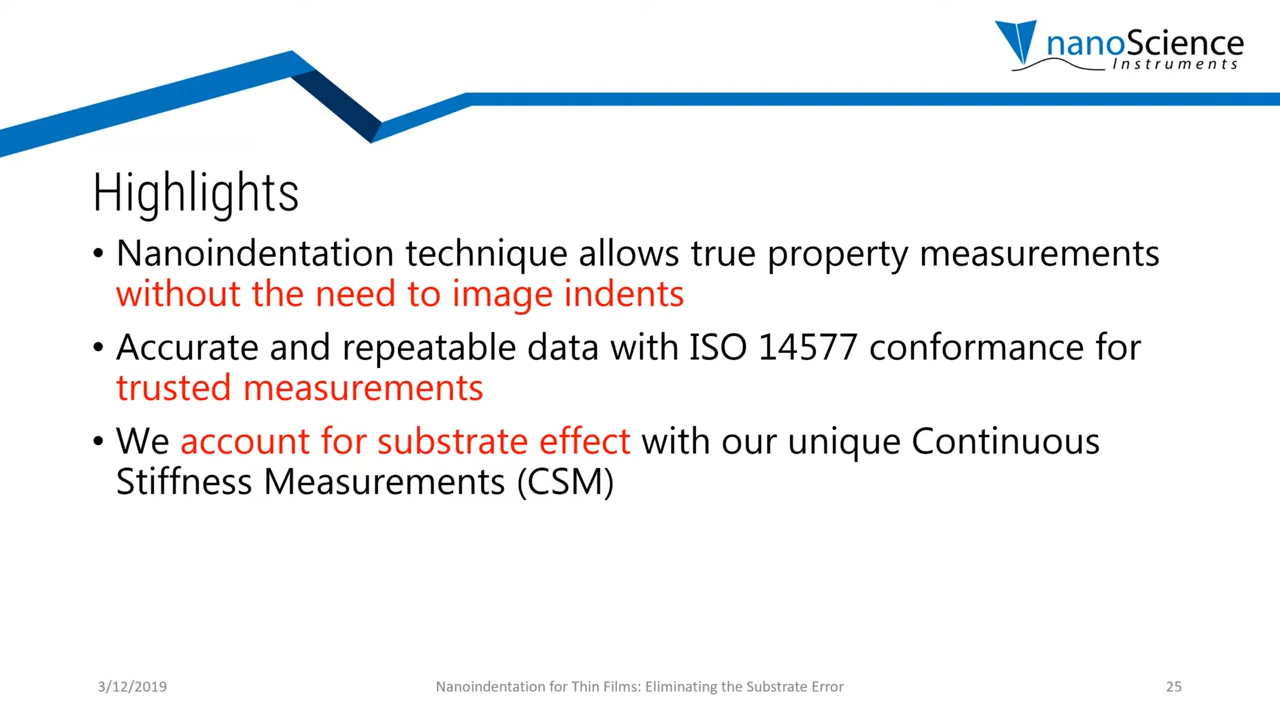 nanoScience
Instruments
Highlights
• Nanoindentation technique allows true property measurements
without the need to image indents
• Accurate and repeatable data with ISO 14577 conformance for
trusted measurements
• We account for substrate effect with our unique Continuous
Stiffness Measurements (CSM)
3/12/2019
Nanoindentation for Thin Films: Eliminating the Substrate Error
25